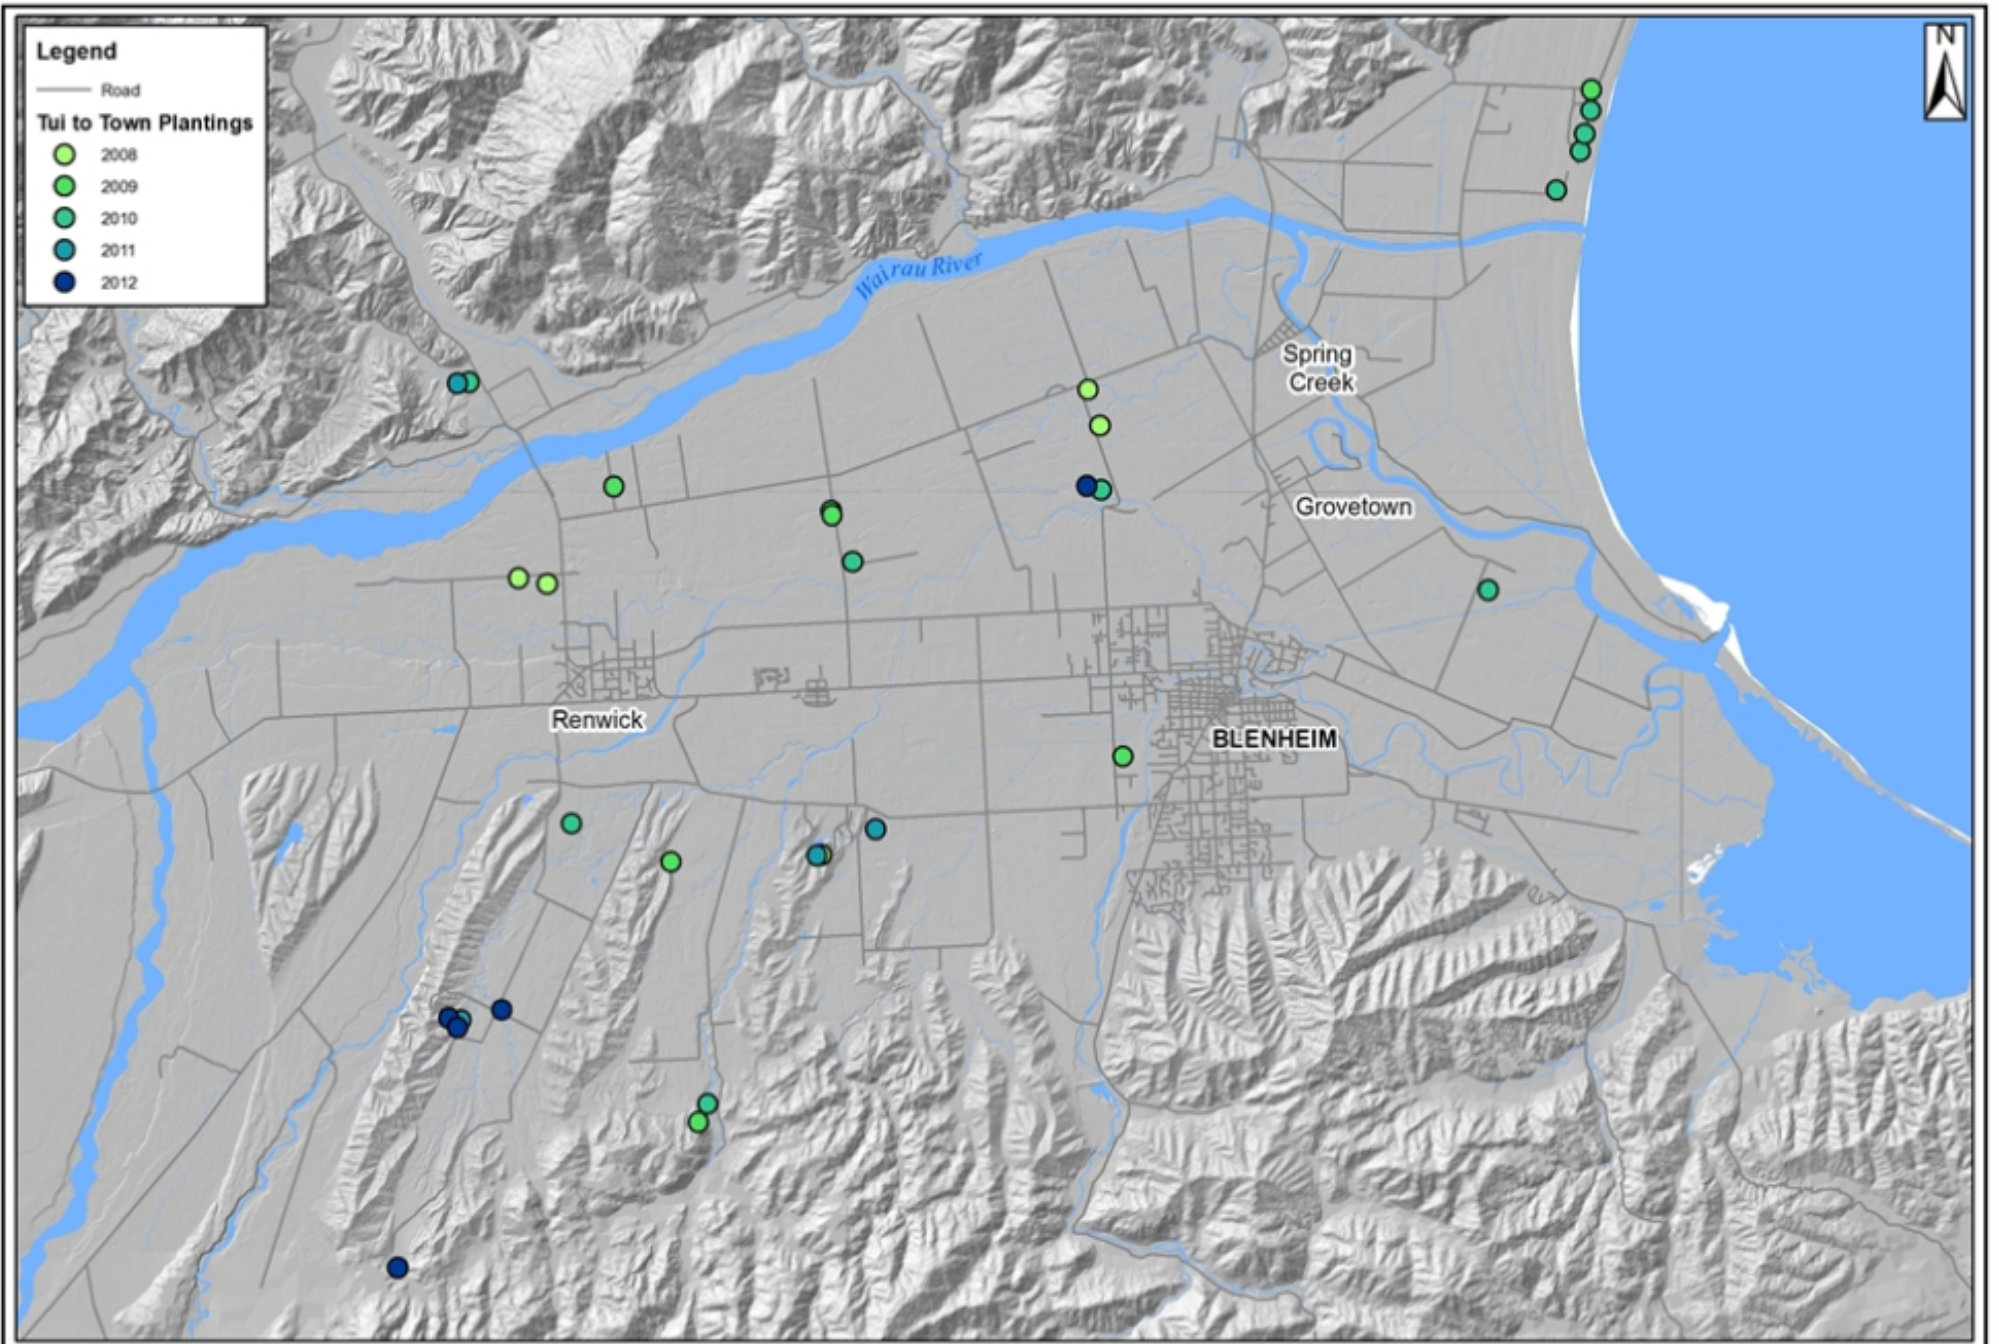 Legend
Road
Tui to Town Plantings
2008
2009
2010
2011
2012
N
Wairau River
Spring
Creek
Grovetown
Renwick
BLENHEIM